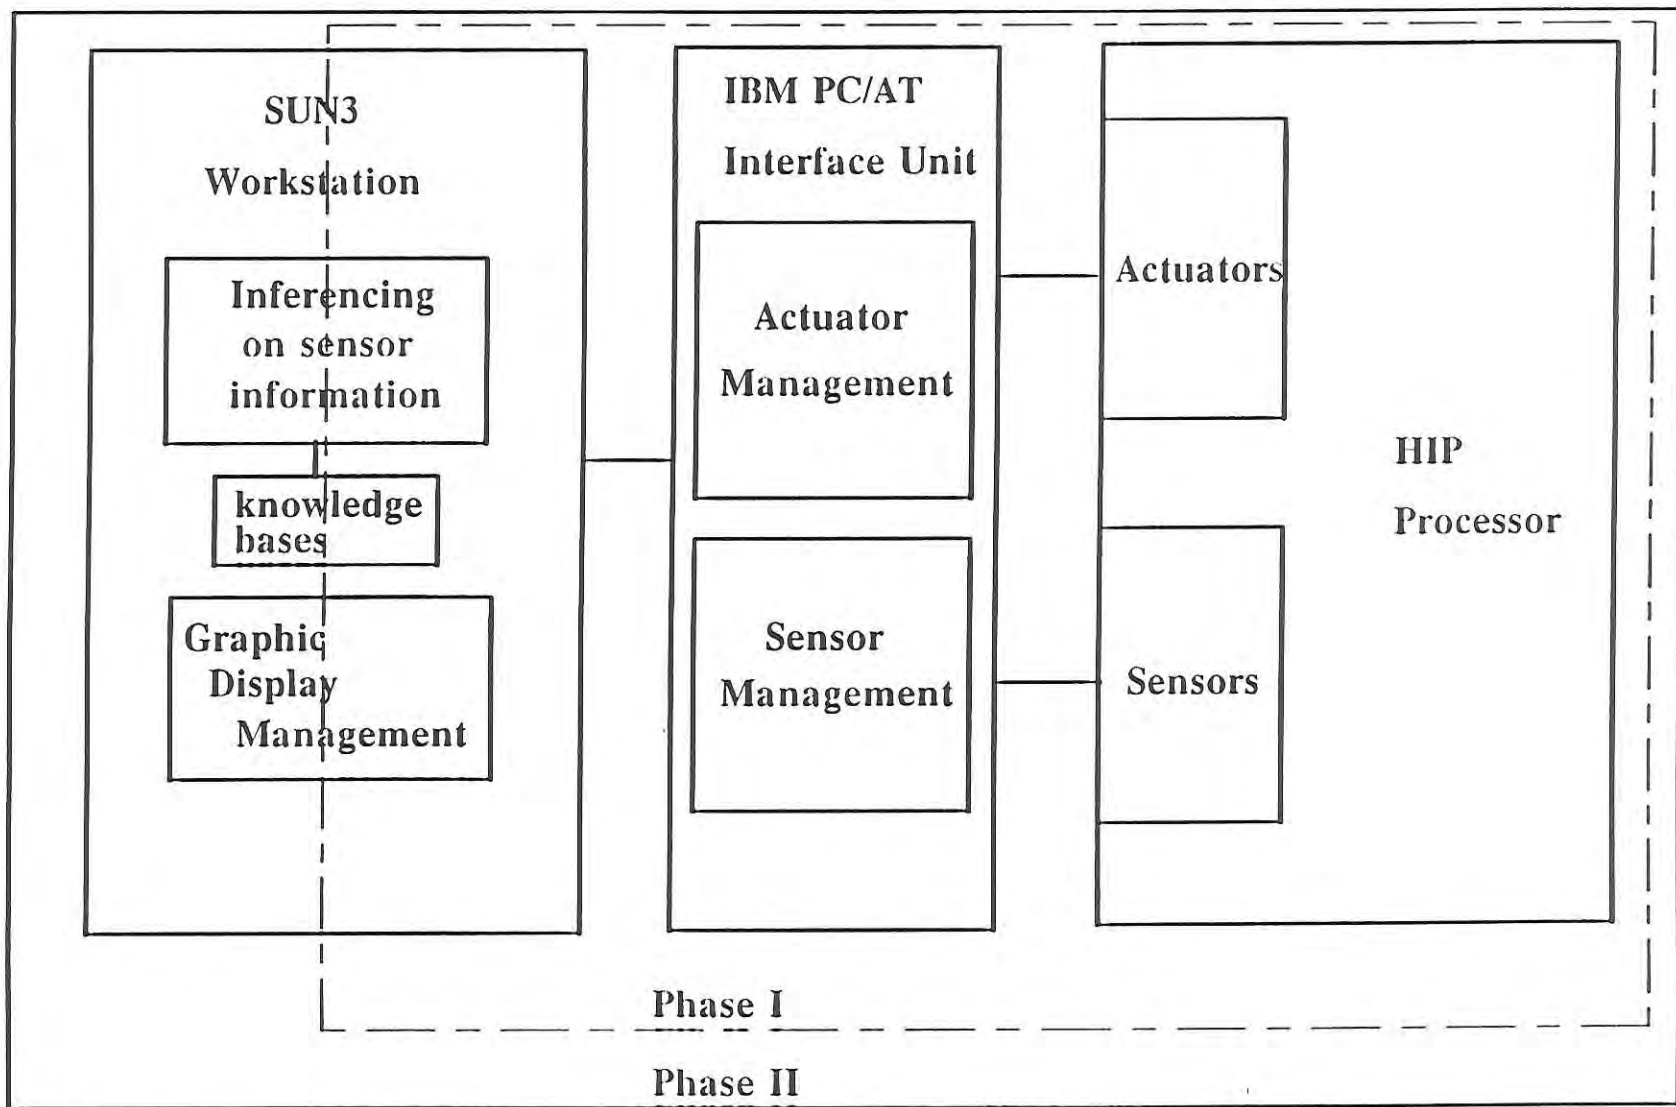 SUN3
Workstation
Inferencing
on sensor
information
knowledge
bases
Graphic
Display
Management
IBM PC/AT
Interface Unit
Actuator
Management
Sensor
Management
Actuators
Sensors
HIP
Processor
Phase I
Phase II